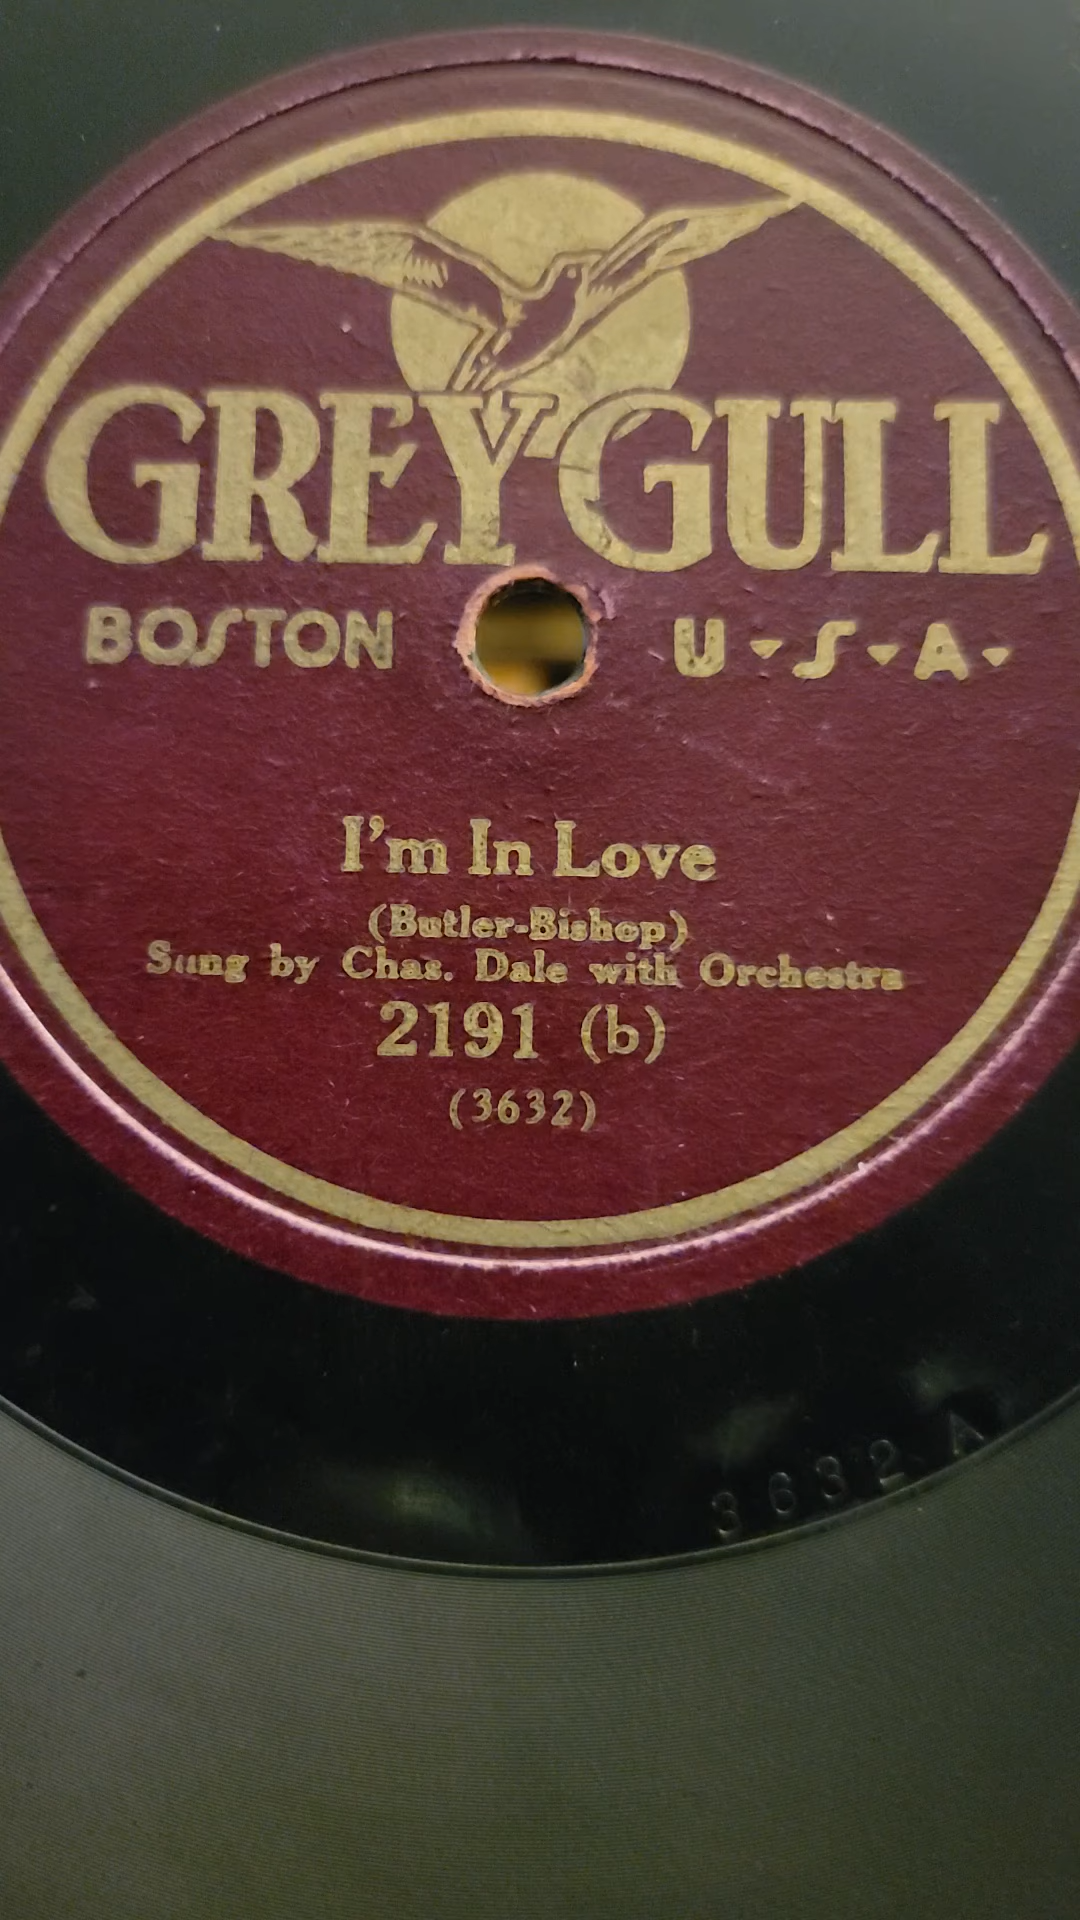 GREY GULL
BOSTON U·S·A·
I'm In Love
(Butler-Bishop)
Sung by Chas. Dale with Orchestra
2191 (b)
(3632)
3632 A